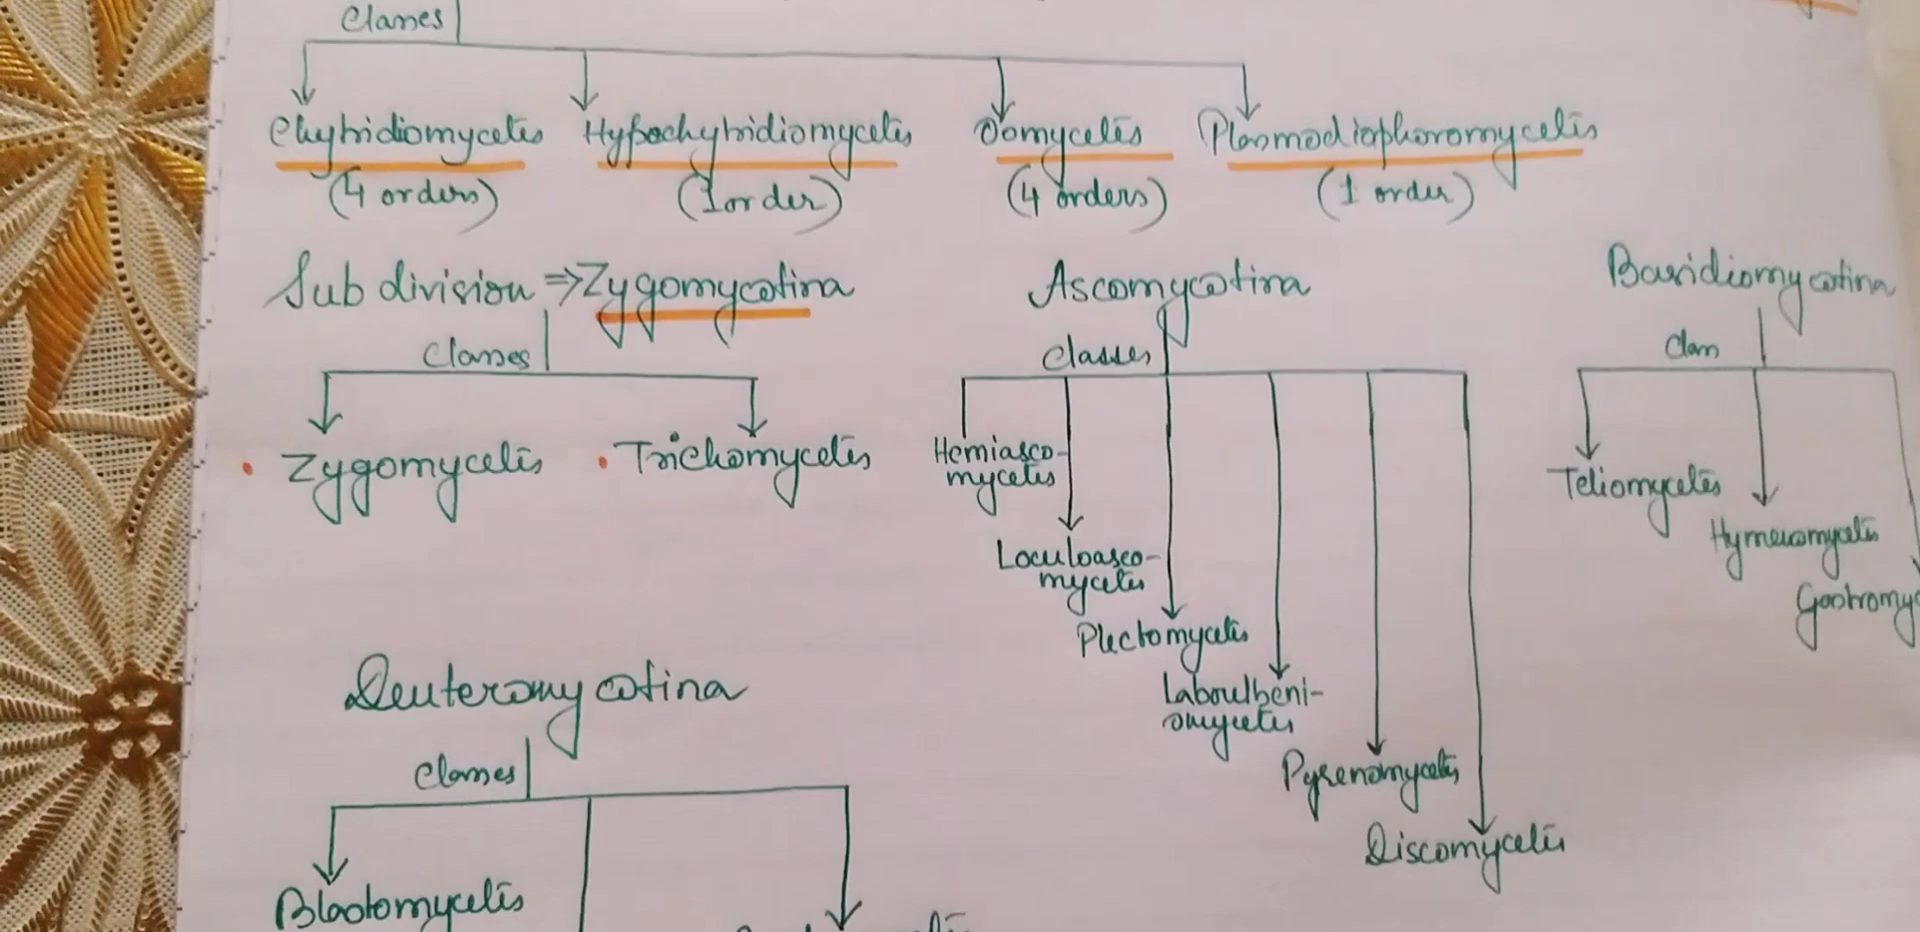 Classes
Chytridiomycetes Hyphochytridiomycetes Oomycetes Plasmodiophoromycetes
(4 orders) (1 order) (4 orders) (1 order)
Sub division ⇒ Zygomycotina Ascomycotina Basidiomycotina
Classes Classes Class
• Zygomycetes • Trichomycetes
Hemiasco-
mycetes
Teliomycetes
Loculoasco-
mycetes
Hymenomycetes
Gastromyc
Plectomycetes
Laboulbeni-
omycetes
Pyrenomycetes
Discomycetes
Deuteromycotina
Classes
Blastomycetes